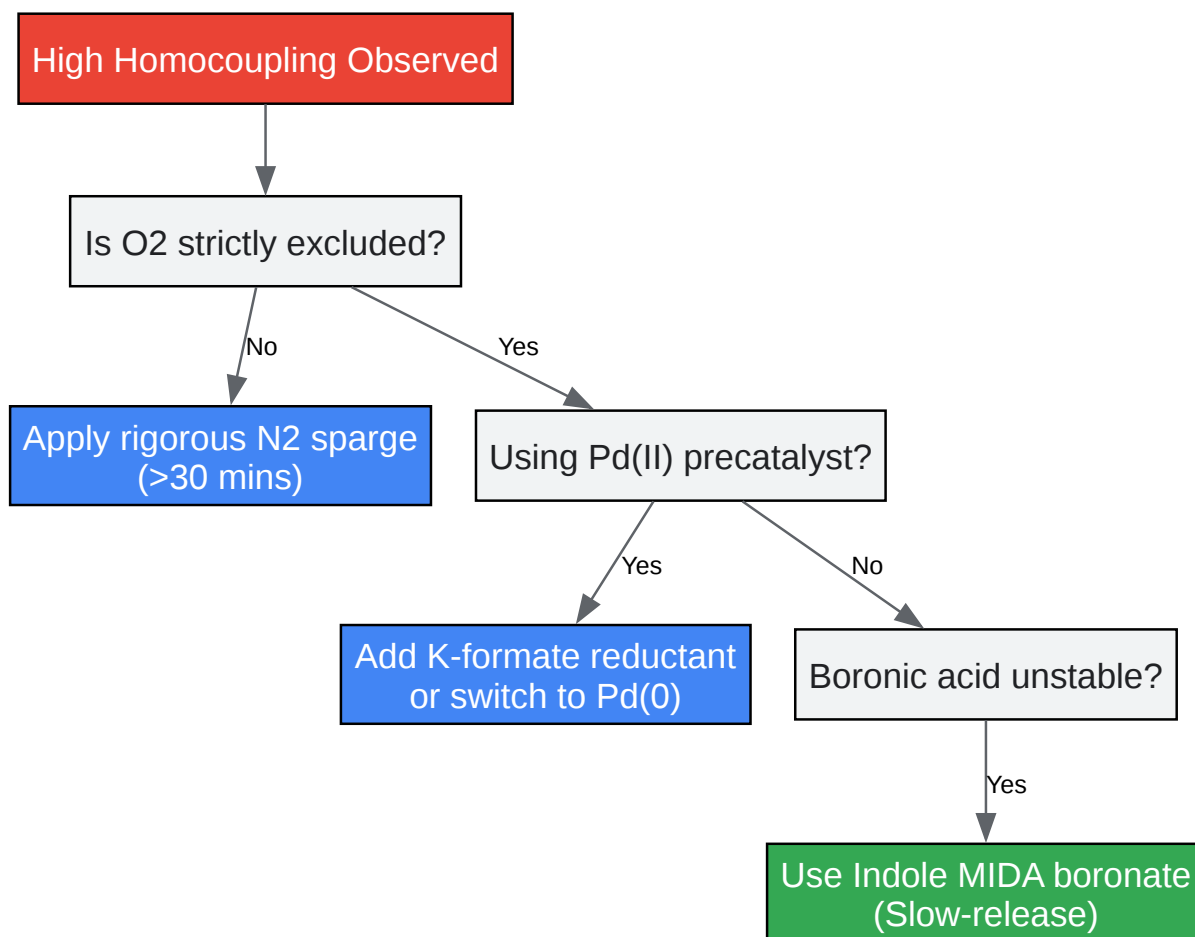 High Homocoupling Observed
Is O2 strictly excluded?
No
Yes
Apply rigorous N2 sparge
(>30 mins)
Using Pd(II) precatalyst?
Yes
No
Add K-formate reductant
or switch to Pd(0)
Boronic acid unstable?
Yes
Use Indole MIDA boronate
(Slow-release)